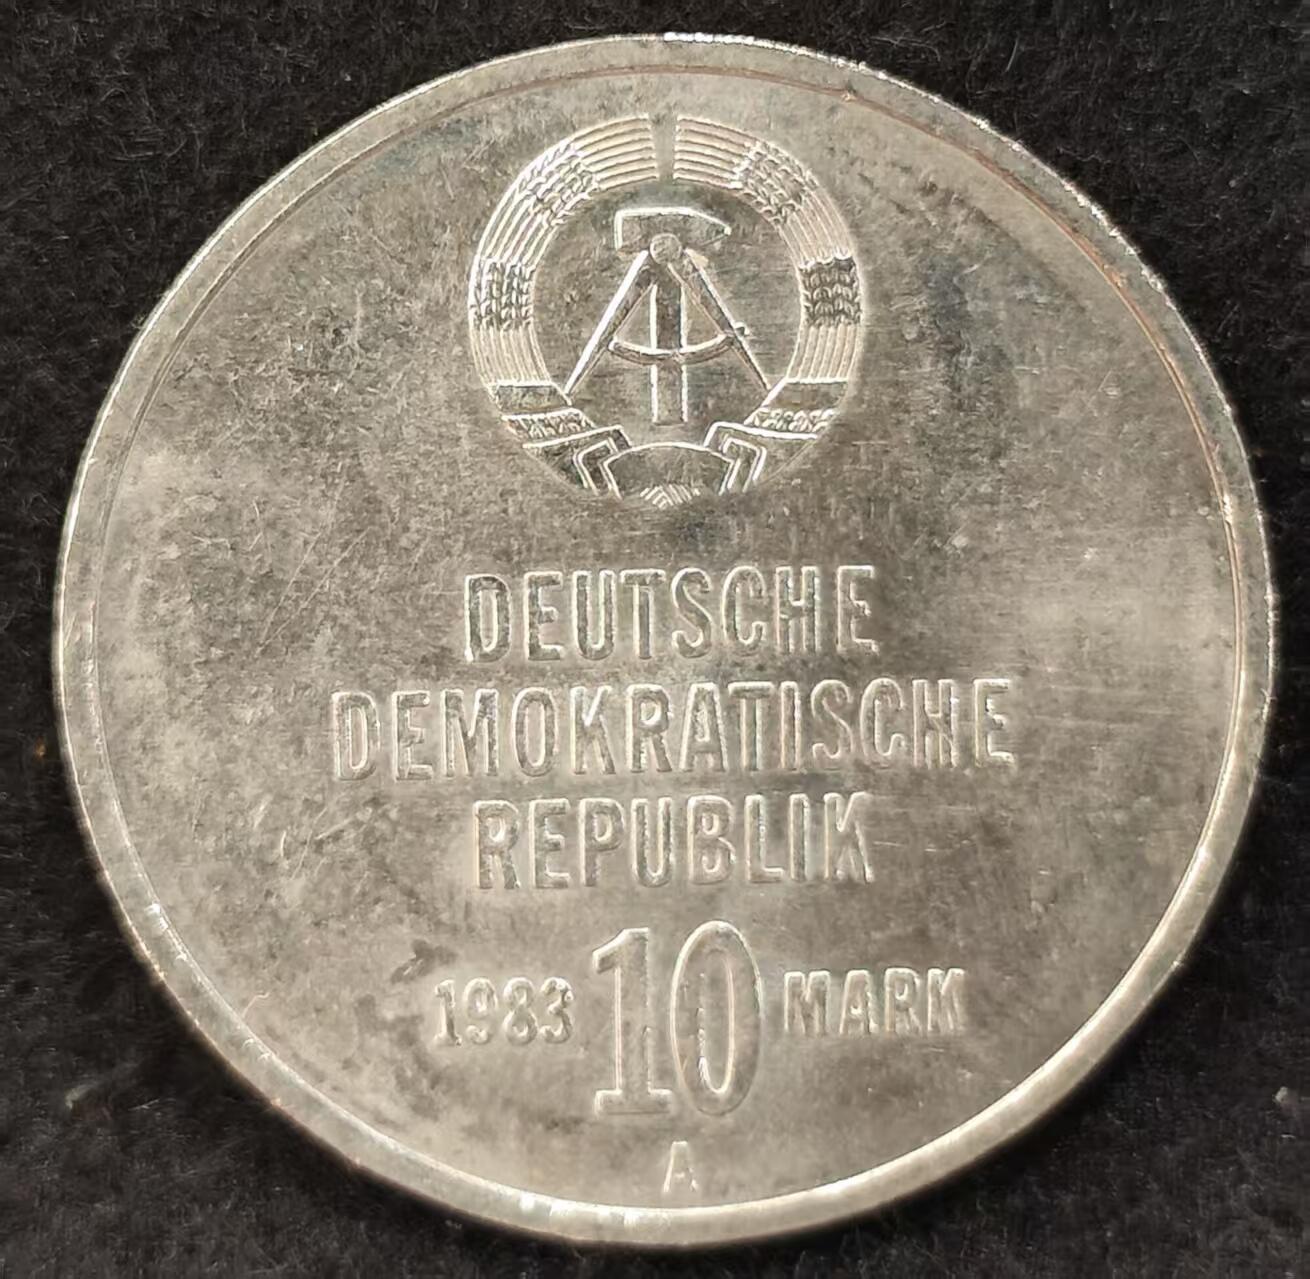 DEUTSCHE
DEMOKRATISCHE
REPUBLIK
1983 10 MARK
A